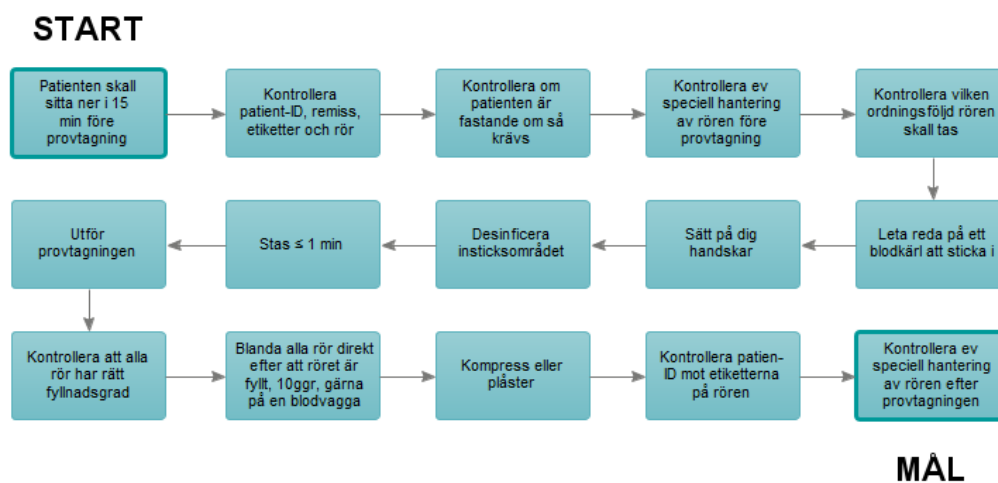 START
Patienten skall
sitta ner i 15
min före
provtagning
Kontrollera
patient-ID, remiss,
etiketter och rör
Kontrollera om
patienten är
fastande om så
krävs
Kontrollera ev
speciell hantering
av rören före
provtagning
Kontrollera vilken
ordningsföljd rören
skall tas
Leta reda på ett
blodkärl att sticka i
Sätt på dig
handskar
Desinficera
insticksområdet
Stas ≤ 1 min
Utför
provtagningen
Kontrollera att alla
rör har rätt
fyllnadsgrad
Blanda alla rör direkt
efter att röret är
fyllt, 10ggr, gärna
på en blodvagga
Kompress eller
plåster
Kontrollera patien-
ID mot etiketterna
på rören
Kontrollera ev
speciell hantering
av rören efter
provtagningen
MÅL